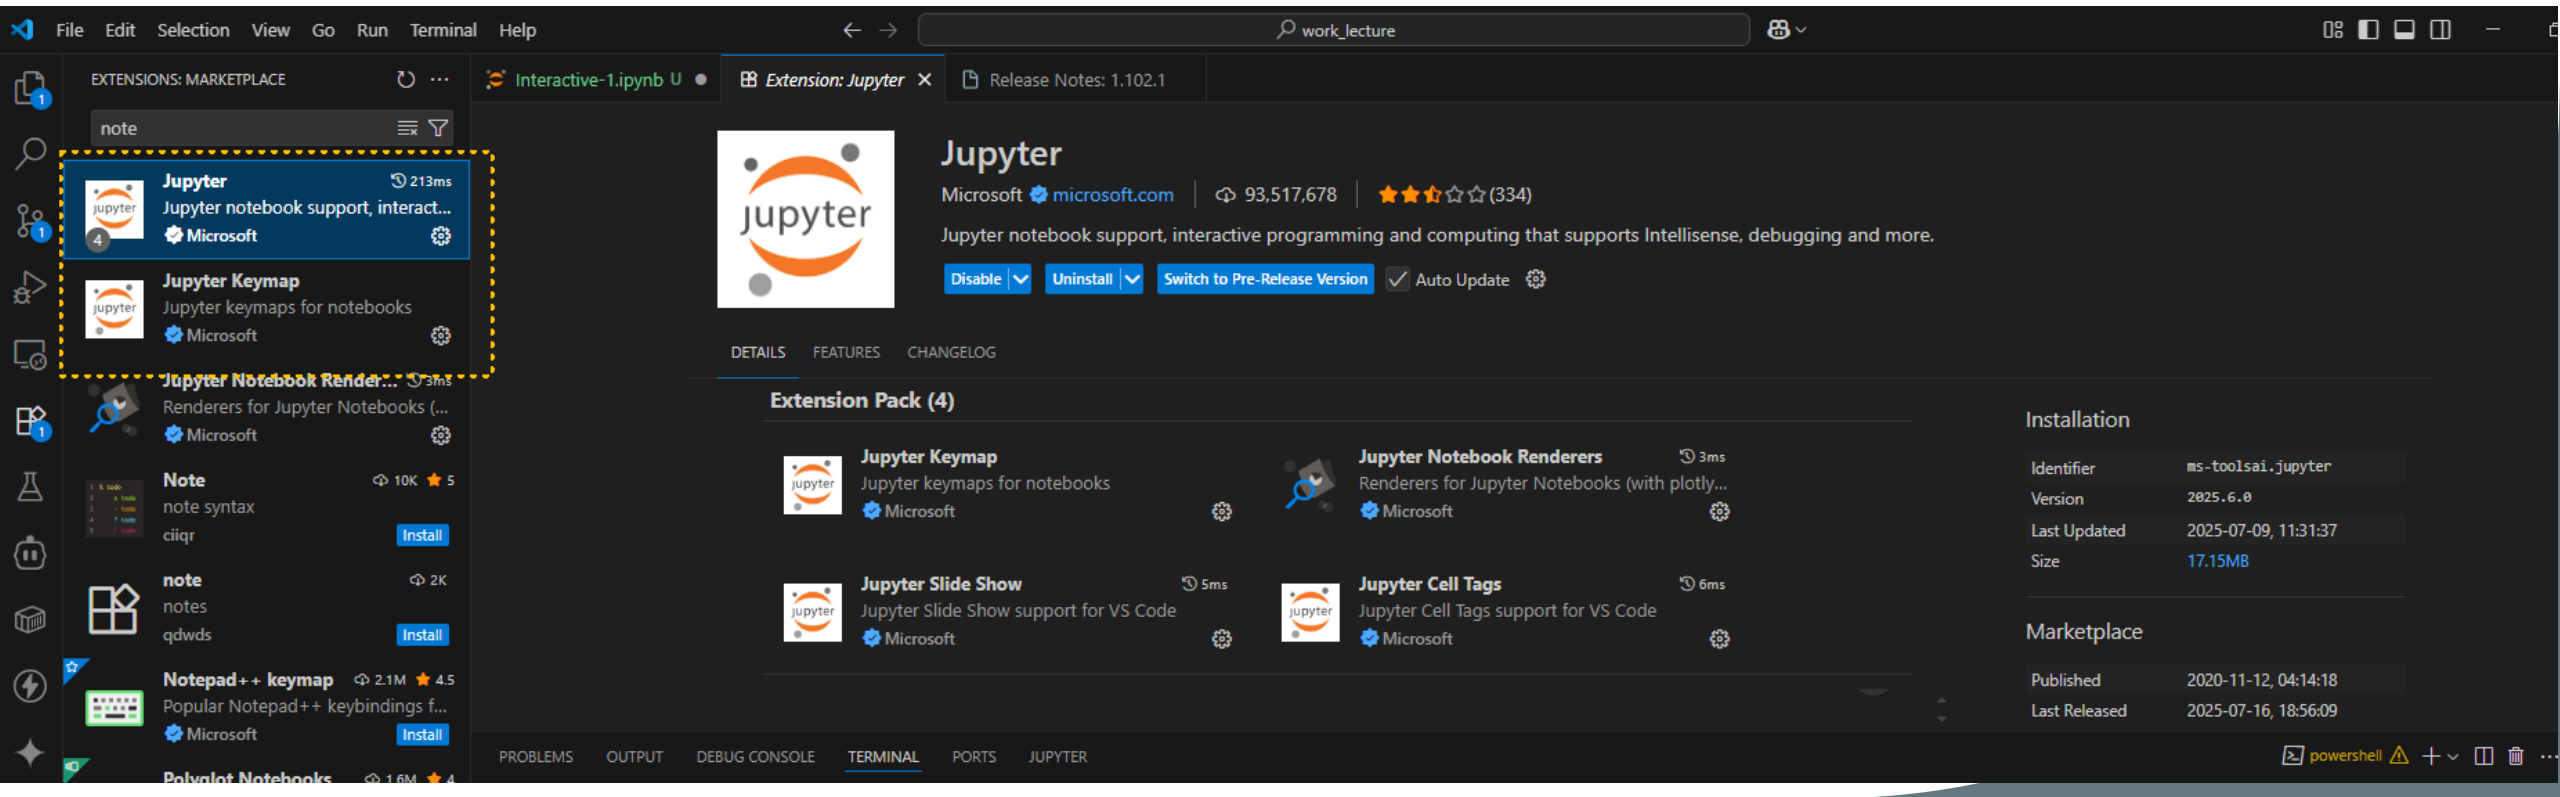 File Edit Selection View Go Run Terminal Help
work_lecture
EXTENSIONS: MARKETPLACE
note
Jupyter 213ms
Jupyter notebook support, interact...
Microsoft
jupyter
4
Jupyter Keymap
Jupyter keymaps for notebooks
Microsoft
jupyter
Jupyter Notebook Render... 3ms
Renderers for Jupyter Notebooks (...
Microsoft
Note 10K 5
note syntax
ciiqr Install
note 2K
notes
qdwds Install
Notepad++ keymap 2.1M 4.5
Popular Notepad++ keybindings f...
Microsoft Install
Polyglot Notebooks 1.6M 4
1
1
1
Interactive-1.ipynb U
Extension: Jupyter
Release Notes: 1.102.1
jupyter
Jupyter
Microsoft microsoft.com 93,517,678 (334)
Jupyter notebook support, interactive programming and computing that supports Intellisense, debugging and more.
Disable Uninstall Switch to Pre-Release Version Auto Update
DETAILS FEATURES CHANGELOG
Extension Pack (4)
jupyter
Jupyter Keymap
Jupyter keymaps for notebooks
Microsoft
Jupyter Notebook Renderers 3ms
Renderers for Jupyter Notebooks (with plotly...
Microsoft
jupyter
Jupyter Slide Show 5ms
Jupyter Slide Show support for VS Code
Microsoft
jupyter
Jupyter Cell Tags 6ms
Jupyter Cell Tags support for VS Code
Microsoft
Installation
Identifier ms-toolsai.jupyter
Version 2025.6.0
Last Updated 2025-07-09, 11:31:37
Size 17.15MB
Marketplace
Published 2020-11-12, 04:14:18
Last Released 2025-07-16, 18:56:09
PROBLEMS OUTPUT DEBUG CONSOLE TERMINAL PORTS JUPYTER
powershell